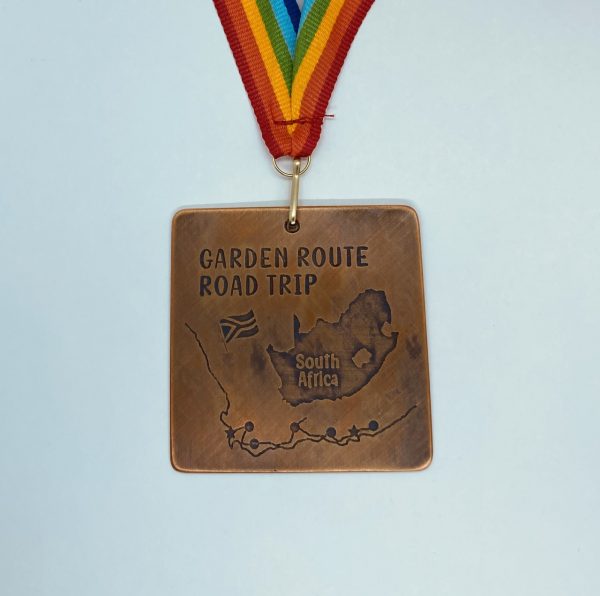 GARDEN ROUTE
ROAD TRIP
South
Africa